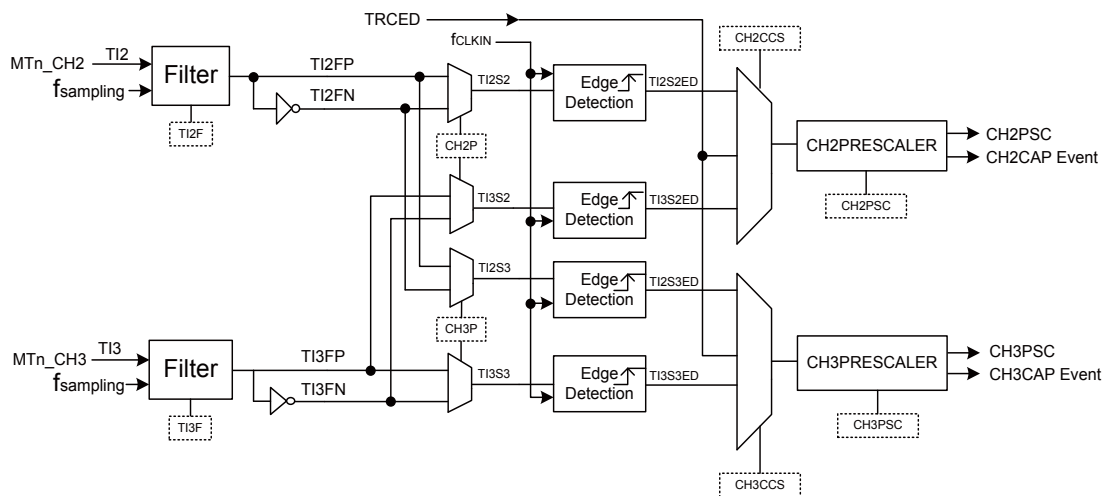 TRCED
fCLKIN
CH2CCS
MTn_CH2
TI2
fsampling
Filter
TI2F
TI2FP
TI2FN
TI2S2
CH2P
Edge
Detection
TI2S2ED
CH2PRESCALER
CH2PSC
CH2CAP Event
CH2PSC
TI3S2
Edge
Detection
TI3S2ED
TI2S3
CH3P
Edge
Detection
TI2S3ED
MTn_CH3
TI3
fsampling
Filter
TI3F
TI3FP
TI3FN
TI3S3
Edge
Detection
TI3S3ED
CH3PRESCALER
CH3PSC
CH3CAP Event
CH3PSC
CH3CCS